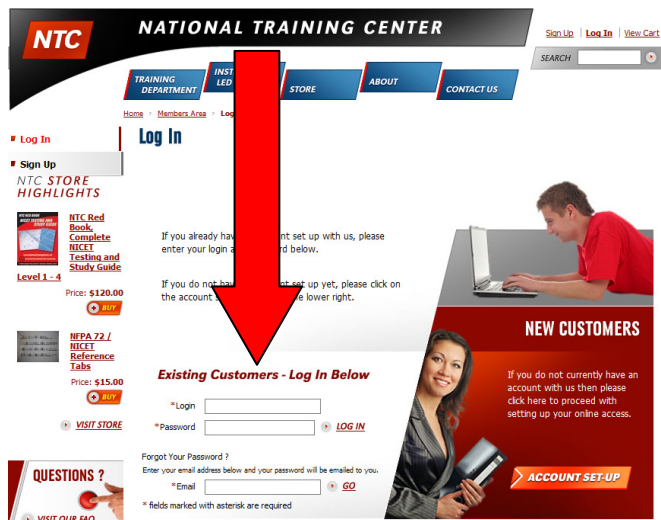 NTC
NATIONAL TRAINING CENTER
Sign Up | Log In | View Cart
SEARCH
TRAINING
DEPARTMENT
INST
LED
STORE
ABOUT
CONTACT US
Home › Members Area › Log
Log In
Log In
Sign Up
NTC STORE
HIGHLIGHTS
NTC Red
Book,
Complete
NICET
Testing and
Study Guide
Level 1 - 4
Price: $120.00
BUY
NFPA 72 /
NICET
Reference
Tabs
Price: $15.00
BUY
VISIT STORE
QUESTIONS ?
VISIT OUR FAQ
If you already have nt set up with us, please
enter your login rd below.
If you do not have nt set up yet, please click on
the account lower right.
Existing Customers - Log In Below
*Login
*Password
LOG IN
Forgot Your Password ?
Enter your email address below and your password will be emailed to you.
*Email
GO
* fields marked with asterisk are required
NEW CUSTOMERS
If you do not currently have an
account with us then please
click here to proceed with
setting up your online access.
ACCOUNT SET-UP